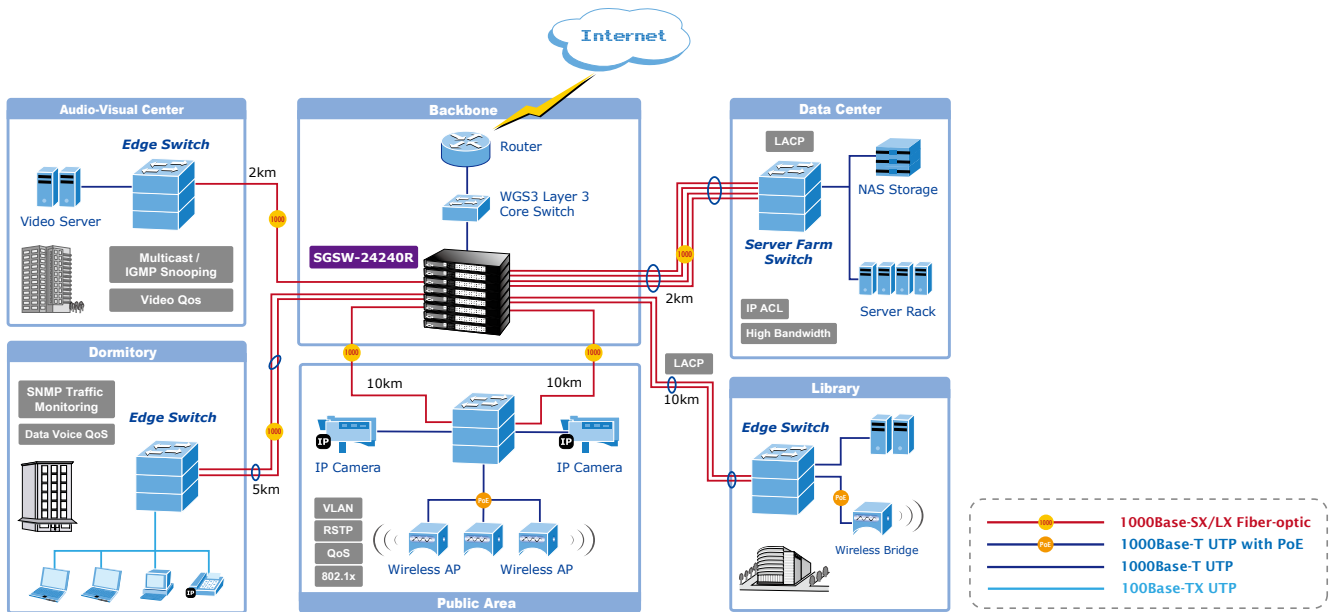 Internet
Audio-Visual Center
Edge Switch
2km
1000
Video Server
Multicast /
IGMP Snooping
Video Qos
Backbone
Router
WGS3 Layer 3
Core Switch
SGSW-24240R
1000
2km
Data Center
LACP
NAS Storage
Server Farm
Switch
Server Rack
IP ACL
High Bandwidth
Dormitory
SNMP Traffic
Monitoring
Data Voice QoS
Edge Switch
1000
5km
IP
1000
1000
10km
10km
IP
IP
IP Camera
IP Camera
PoE
VLAN
RSTP
QoS
802.1x
Wireless AP
Wireless AP
Public Area
LACP
10km
Library
Edge Switch
PoE
Wireless Bridge
1000
1000Base-SX/LX Fiber-optic
PoE
1000Base-T UTP with PoE
1000Base-T UTP
100Base-TX UTP